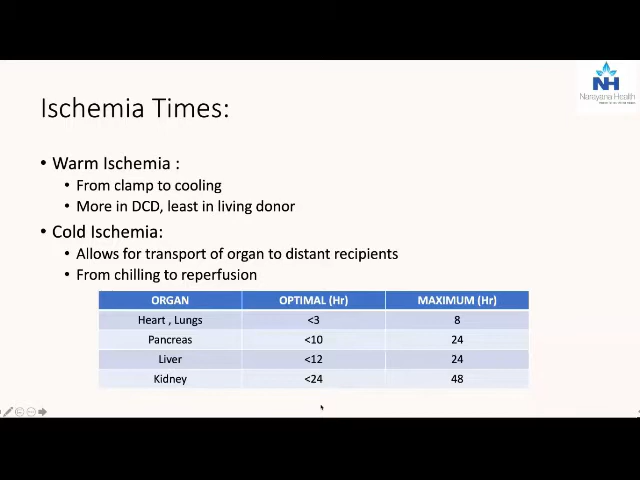 NH
Narayana Health
Ischemia Times:
• Warm Ischemia :
• From clamp to cooling
• More in DCD, least in living donor
• Cold Ischemia:
• Allows for transport of organ to distant recipients
• From chilling to reperfusion
ORGAN OPTIMAL (Hr) MAXIMUM (Hr)
Heart , Lungs <3 8
Pancreas <10 24
Liver <12 24
Kidney <24 48